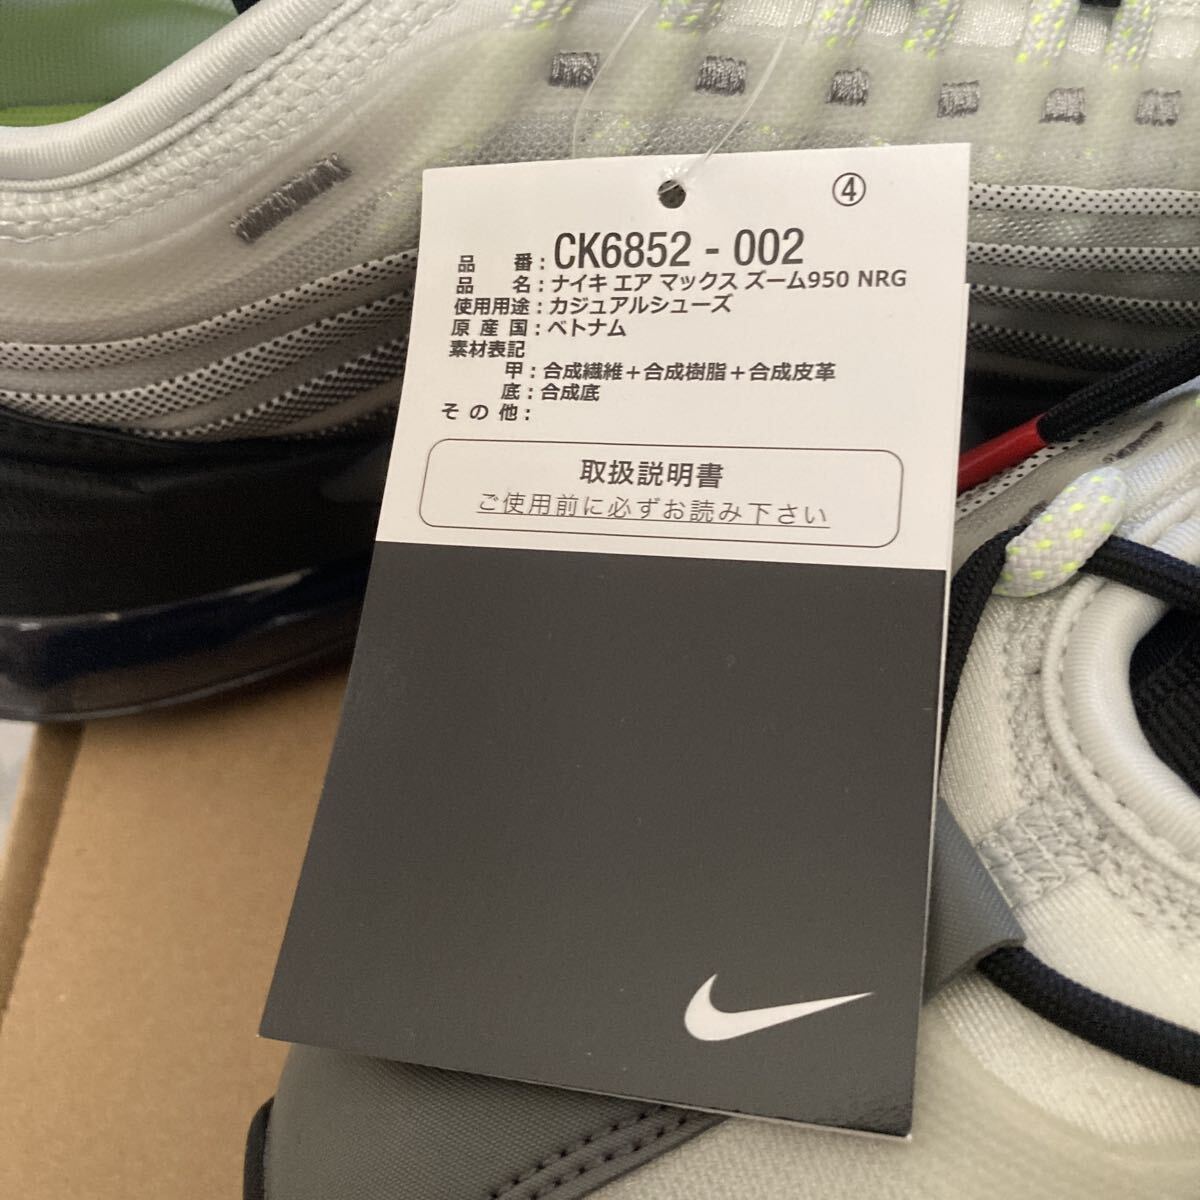 ④
品番:CK6852-002
品名:ナイキ エア マックス ズーム950 NRG
使用用途:カジュアルシューズ
原産国:ベトナム
素材表記
甲:合成繊維+合成樹脂+合成皮革
底:合成底
その他:
取扱説明書
ご使用前に必ずお読み下さい